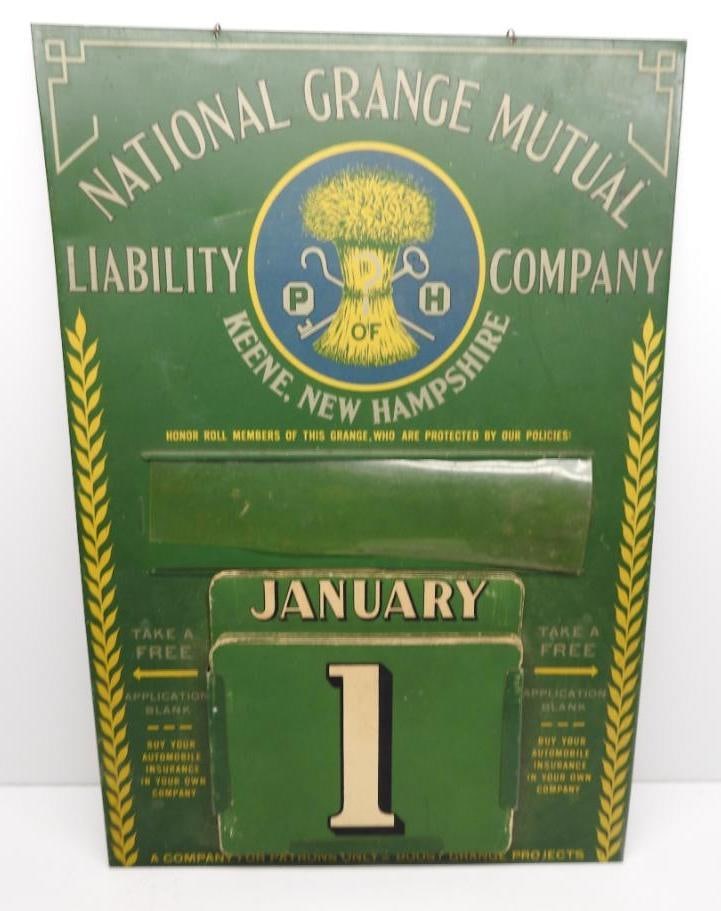 NATIONAL GRANGE MUTUAL
LIABILITY COMPANY
P H
OF
KEENE, NEW HAMPSHIRE
HONOR ROLL MEMBERS OF THIS GRANGE, WHO ARE PROTECTED BY OUR POLICIES:
JANUARY
1
TAKE A
FREE
APPLICATION
BLANK
BUY YOUR
AUTOMOBILE
INSURANCE
IN YOUR OWN
COMPANY
TAKE A
FREE
APPLICATION
BLANK
BUY YOUR
AUTOMOBILE
INSURANCE
IN YOUR OWN
COMPANY
A COMPANY FOR PATRONS ONLY = BOOST GRANGE PROJECTS